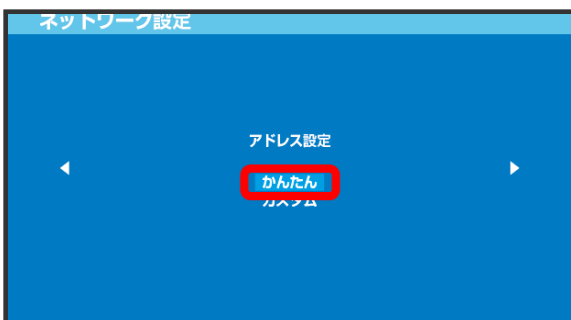 ネットワーク設定
アドレス設定
かんたん
カスタム